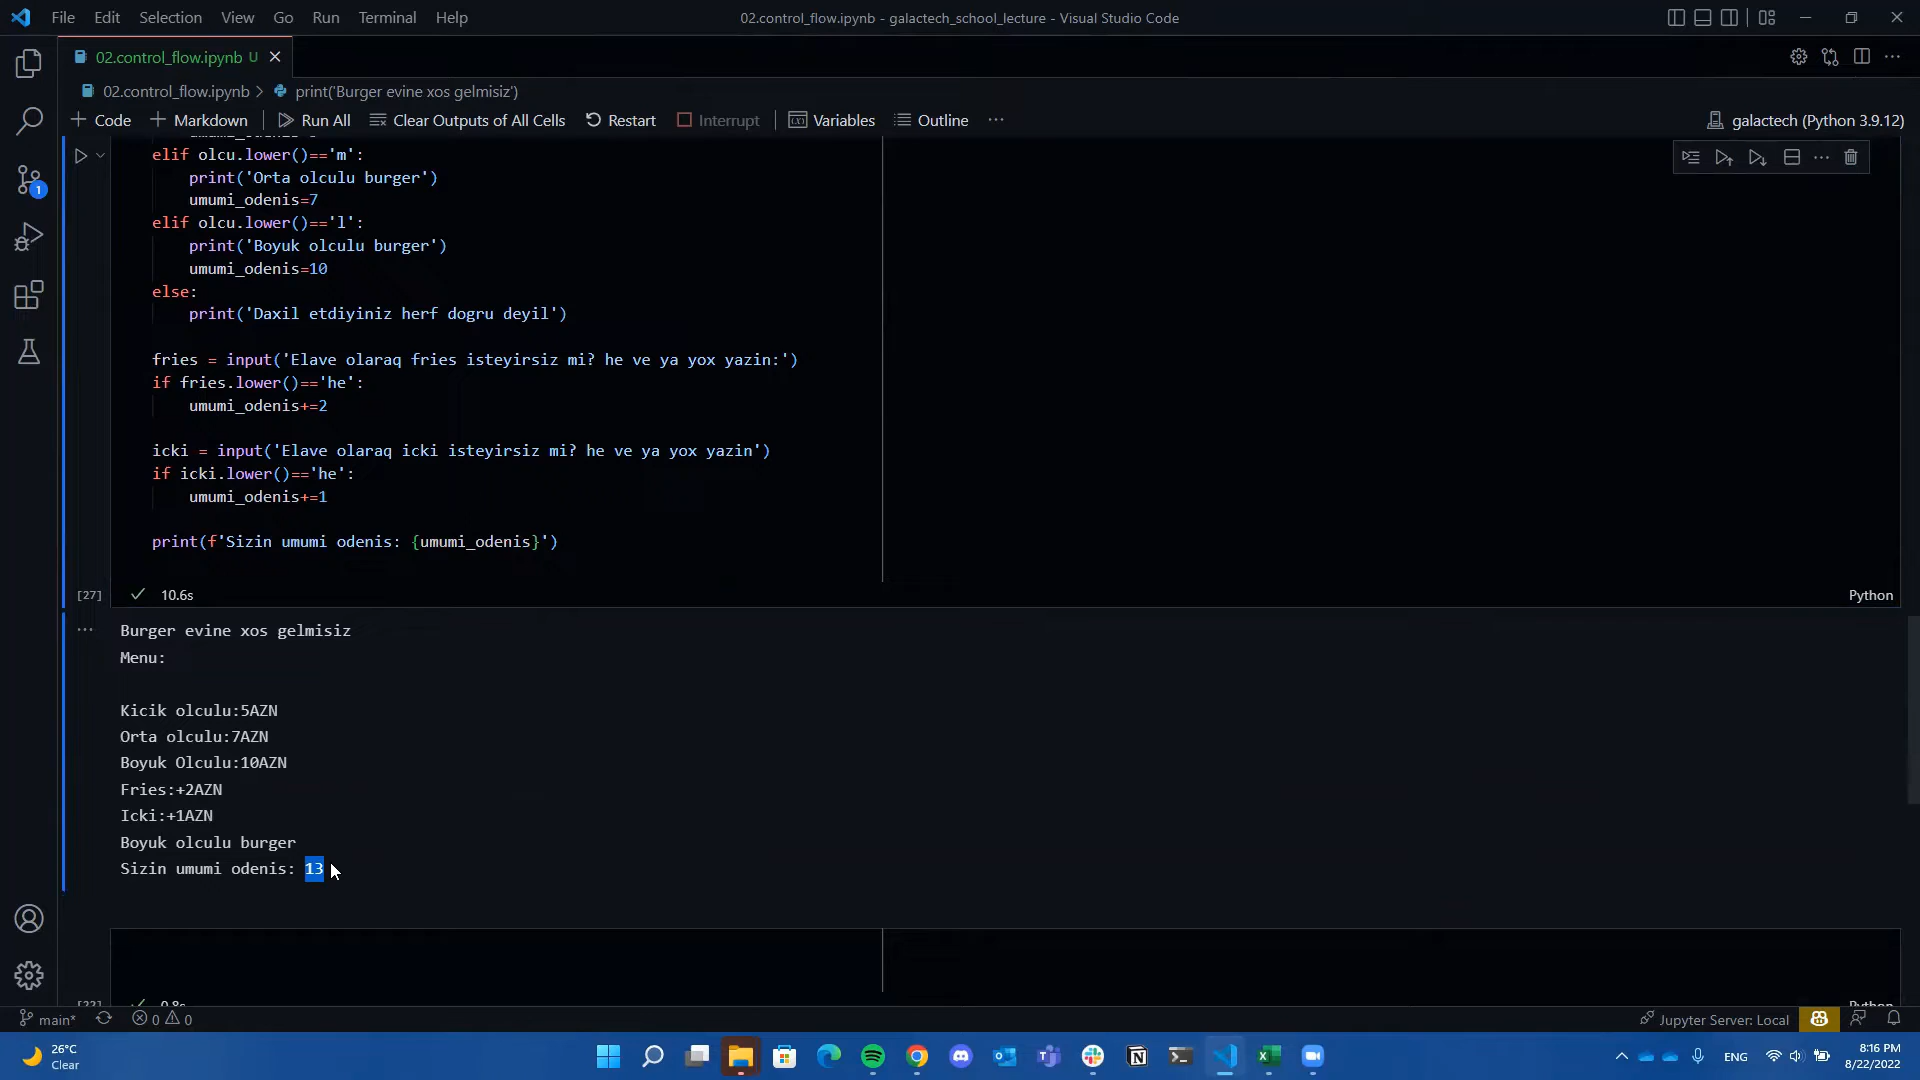 File Edit Selection View Go Run Terminal Help
02.control_flow.ipynb - galactech_school_lecture - Visual Studio Code
02.control_flow.ipynb U
02.control_flow.ipynb > print('Burger evine xos gelmisiz')
+ Code + Markdown Run All Clear Outputs of All Cells Restart Interrupt Variables Outline ...
galactech (Python 3.9.12)
elif olcu.lower()=='m':
print('Orta olculu burger')
umumi_odenis=7
elif olcu.lower()=='l':
print('Boyuk olculu burger')
umumi_odenis=10
else:
print('Daxil etdiyiniz herf dogru deyil')
fries = input('Elave olaraq fries isteyirsiz mi? he ve ya yox yazin:')
if fries.lower()=='he':
umumi_odenis+=2
icki = input('Elave olaraq icki isteyirsiz mi? he ve ya yox yazin')
if icki.lower()=='he':
umumi_odenis+=1
print(f'Sizin umumi odenis: {umumi_odenis}')
[27] 10.6s Python
Burger evine xos gelmisiz
Menu:
Kicik olculu:5AZN
Orta olculu:7AZN
Boyuk Olculu:10AZN
Fries:+2AZN
Icki:+1AZN
Boyuk olculu burger
Sizin umumi odenis: 13
0.8s Python
main* 0 0
Jupyter Server: Local
1
26°C
Clear
ENG
8:16 PM
8/22/2022